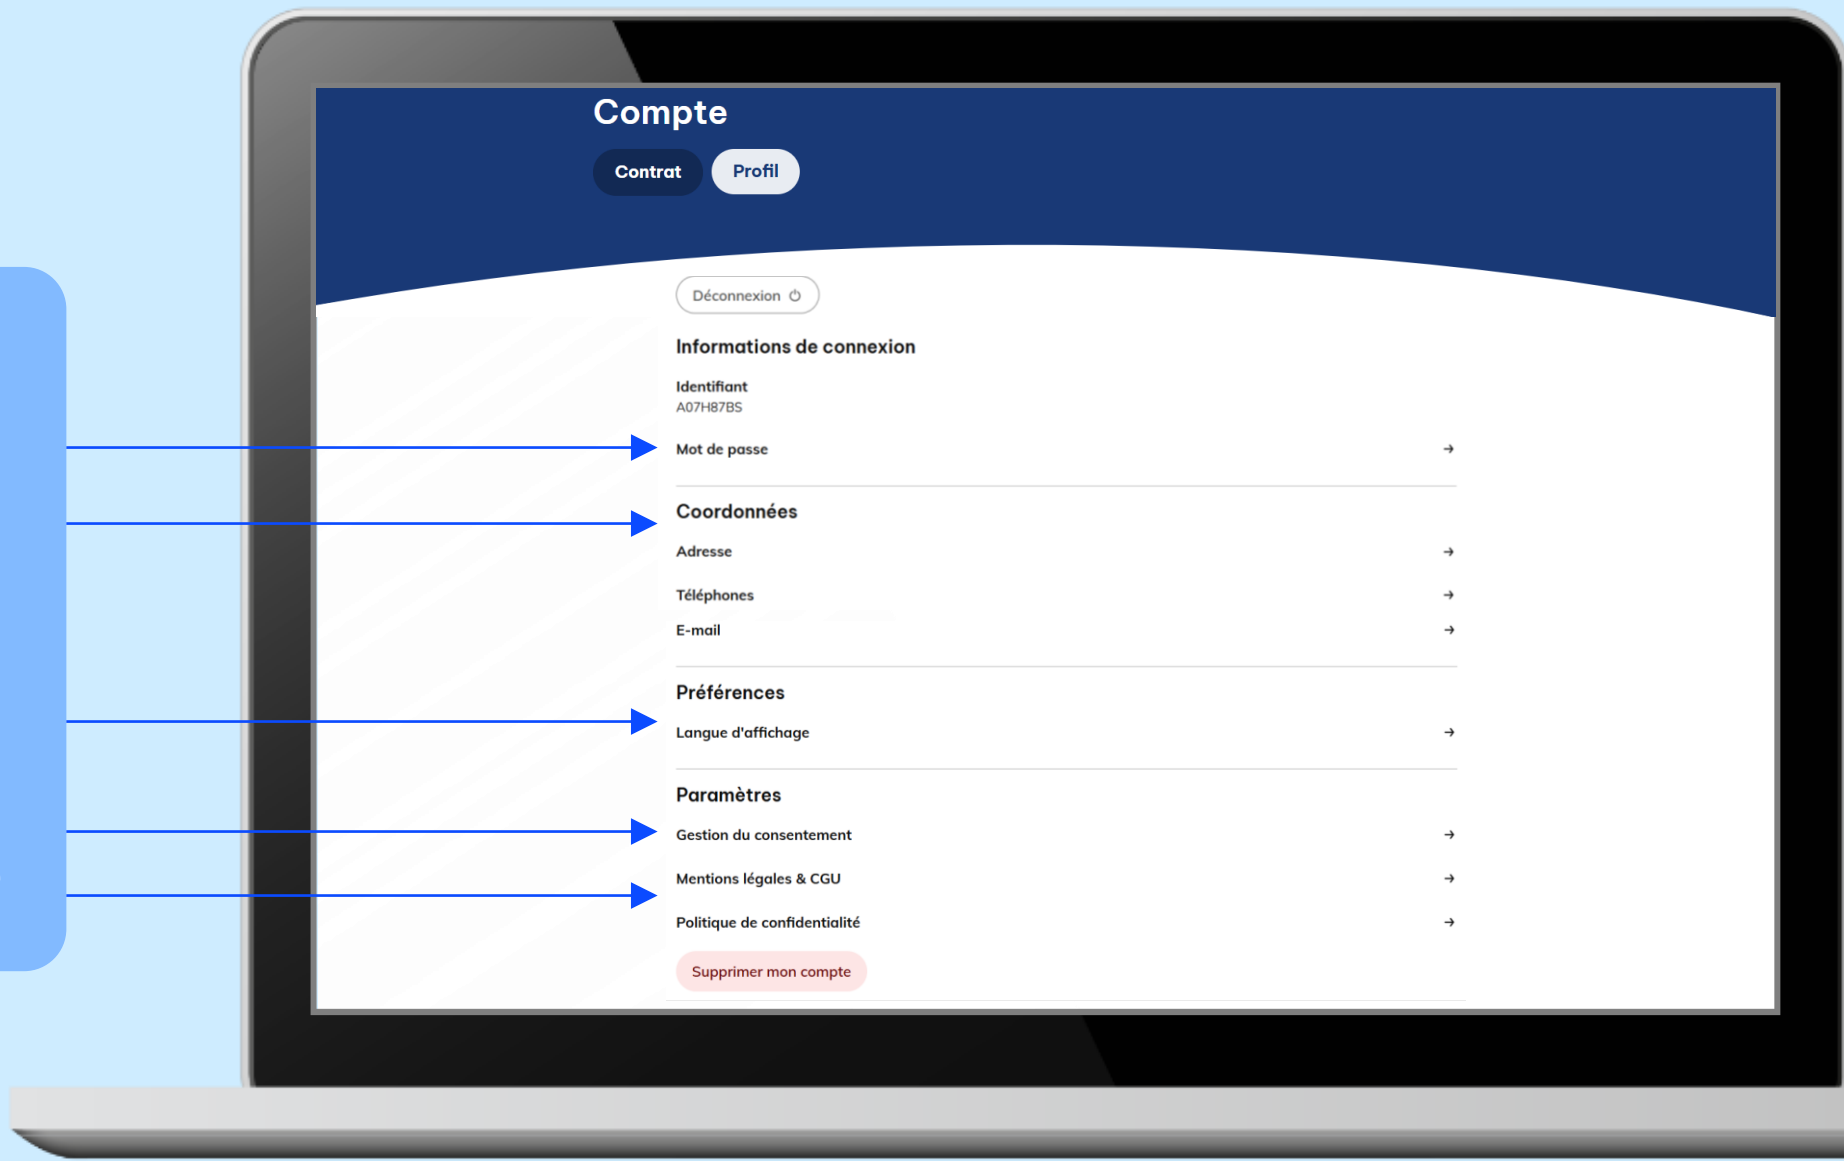 Compte
Contrat
Profil
Déconnexion
Informations de connexion
Identifiant
A07H87BS
Mot de passe
Coordonnées
Adresse
Téléphones
E-mail
Préférences
Langue d'affichage
Paramètres
Gestion du consentement
Mentions légales & CGU
Politique de confidentialité
Supprimer mon compte